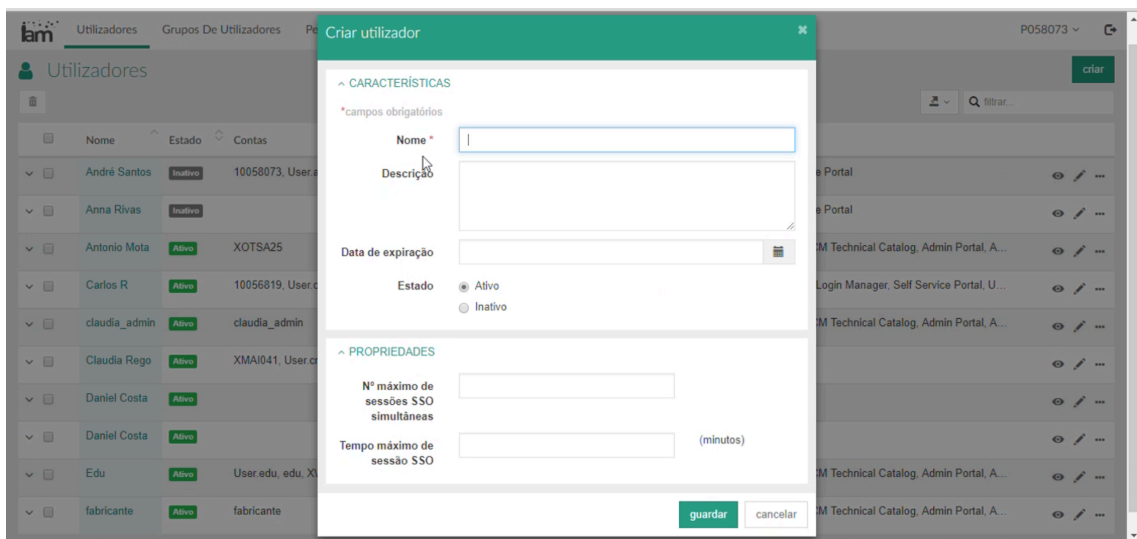 iam
Utilizadores
Grupos De Utilizadores
P058073
Utilizadores
criar
filtrar...
Nome
Estado
Contas
André Santos
Inativo
10058073,
Portal
Anna Rivas
Inativo
Portal
Antonio Mota
Ativo
XOTSA25
Technical Catalog, Admin Portal, A...
Carlos R
Ativo
10056819,
Login Manager, Self Service Portal, U...
claudia_admin
Ativo
claudia_admin
Technical Catalog, Admin Portal, A...
Claudia Rego
Ativo
XMAI041,
Daniel Costa
Ativo
Daniel Costa
Ativo
Edu
Ativo
User.edu, edu,
Technical Catalog, Admin Portal, A...
fabricante
Ativo
fabricante
Technical Catalog, Admin Portal, A...
Criar utilizador
CARACTERÍSTICAS
*campos obrigatórios
Nome *
Descrição
Data de expiração
Estado
Ativo
Inativo
PROPRIEDADES
Nº máximo de
sessões SSO
simultâneas
Tempo máximo de
sessão SSO
(minutos)
guardar
cancelar